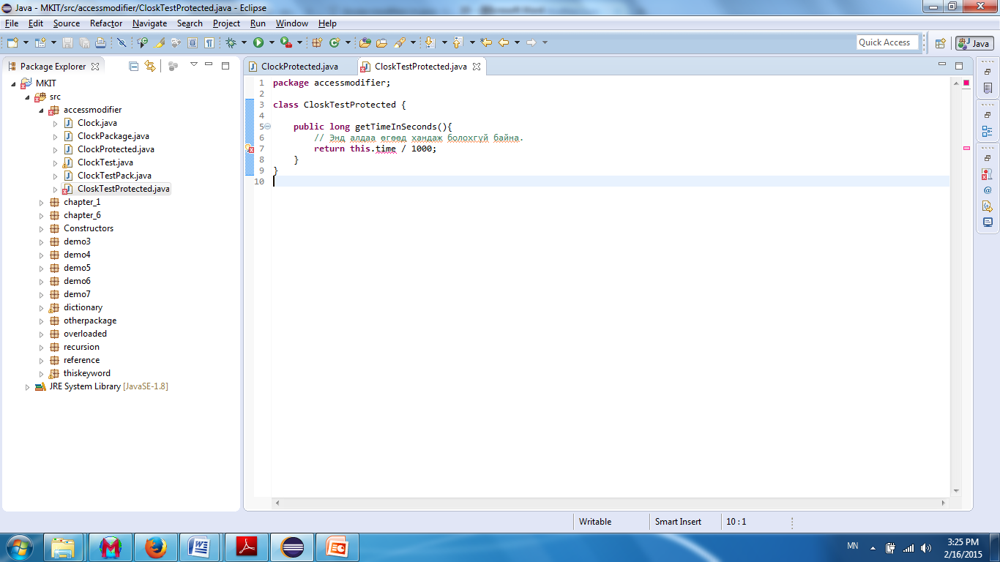 Java - MKIT/src/accessmodifier/CloskTestProtected.java - Eclipse
File Edit Source Refactor Navigate Search Project Run Window Help
Quick Access
Java
Package Explorer
ClockProtected.java
CloskTestProtected.java
MKIT
src
accessmodifier
Clock.java
ClockPackage.java
ClockProtected.java
ClockTest.java
ClockTestPack.java
CloskTestProtected.java
chapter_1
chapter_6
Constructors
demo3
demo4
demo5
demo6
demo7
dictionary
otherpackage
overloaded
recursion
reference
thiskeyword
JRE System Library [JavaSE-1.8]
1 package accessmodifier;
2
3 class CloskTestProtected {
4
5 public long getTimeInSeconds(){
6 // Энд алдаа өгөөд хандаж болохгүй байна.
7 return this.time / 1000;
8 }
9 }
10
Writable
Smart Insert
10 : 1
MN
3:25 PM
2/16/2015